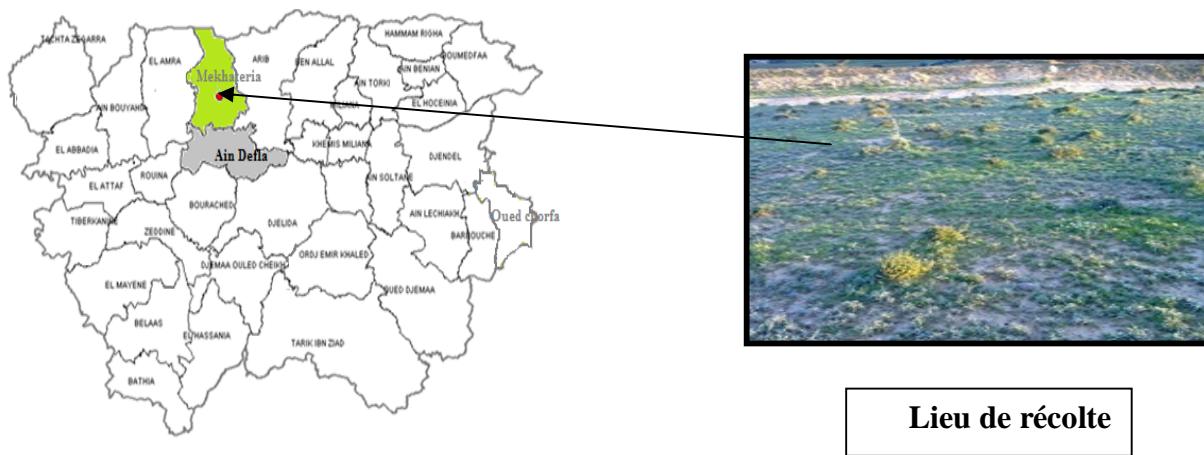 HAMMAM RIGHA
TACHTA ZEGARRA
EL AMRA
ARIB
BEN ALLAL
BOUMEDFAA
AIN BENIAN
AIN TORKI
Mekhateria
AIN BOUYAHIA
MILIANA
EL HOCEINIA
EL ABBADIA
KHEMIS MILIANA
DJENDEL
Ain Defla
ROUINA
EL ATTAF
AIN SOLTANE
BOURACHED
AIN LECHIAKH
Oued chorfa
TIBERKANINE
ZEDDINE
DJELIDA
BARBOUCHE
DJEMAA OULED CHEIKH
ORDJ EMIR KHALED
EL MAYENE
OUED DJEMAA
BELAAS
EL HASSANIA
TARIK IBN ZIAD
BATHIA
Lieu de récolte